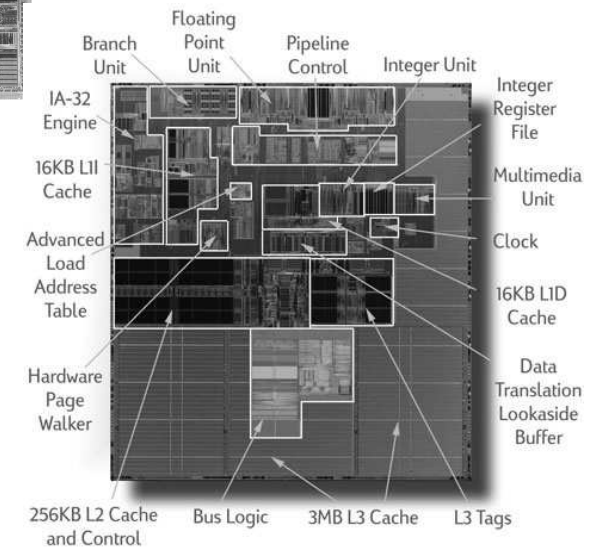 Floating
Point
Unit
Branch
Unit
Pipeline
Control
Integer Unit
Integer
Register
File
IA-32
Engine
16KB L1I
Cache
Multimedia
Unit
Advanced
Load
Address
Table
Clock
16KB L1D
Cache
Hardware
Page
Walker
Data
Translation
Lookaside
Buffer
256KB L2 Cache
and Control
Bus Logic
3MB L3 Cache
L3 Tags